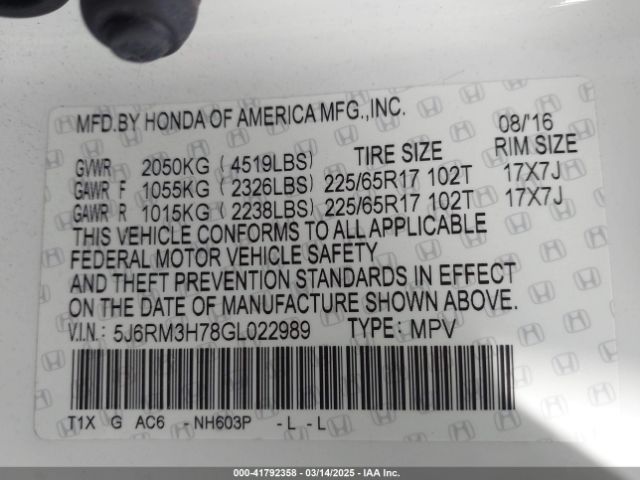 MFD.BY HONDA OF AMERICA MFG.,INC. 08/'16
GVWR 2050KG (4519LBS) TIRE SIZE RIM SIZE
GAWR F 1055KG (2326LBS) 225/65R17 102T 17X7J
GAWR R 1015KG (2238LBS) 225/65R17 102T 17X7J
THIS VEHICLE CONFORMS TO ALL APPLICABLE
FEDERAL MOTOR VEHICLE SAFETY
AND THEFT PREVENTION STANDARDS IN EFFECT
ON THE DATE OF MANUFACTURE SHOWN ABOVE.
V.I.N.: 5J6RM3H78GL022989 TYPE: MPV
T1X G AC6 -NH603P -L -L
000-41792358 - 03/14/2025 - IAA Inc.